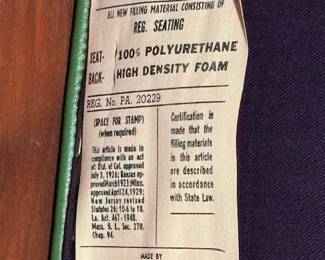 ALL NEW FILLING MATERIAL CONSISTING OF
REG. SEATING
SEAT- 100% POLYURETHANE
BACK- HIGH DENSITY FOAM
REG. No. PA. 20229
(SPACE FOR STAMP)
(when required)
This article is made in
compliance with an act
of: Dist. of Col. approved
July 3, 1926; Kansas ap-
proved March 1923; Minn.
approved April 24, 1929;
New Jersey revised
Statutes 26: 10-6 to 18
La. Act. 467-1948.
Mass. G. L. Sec. 270,
Chap. 94.
Certification is
made that the
filling materials
in this article
are described
in accordance
with State Law.
MADE BY